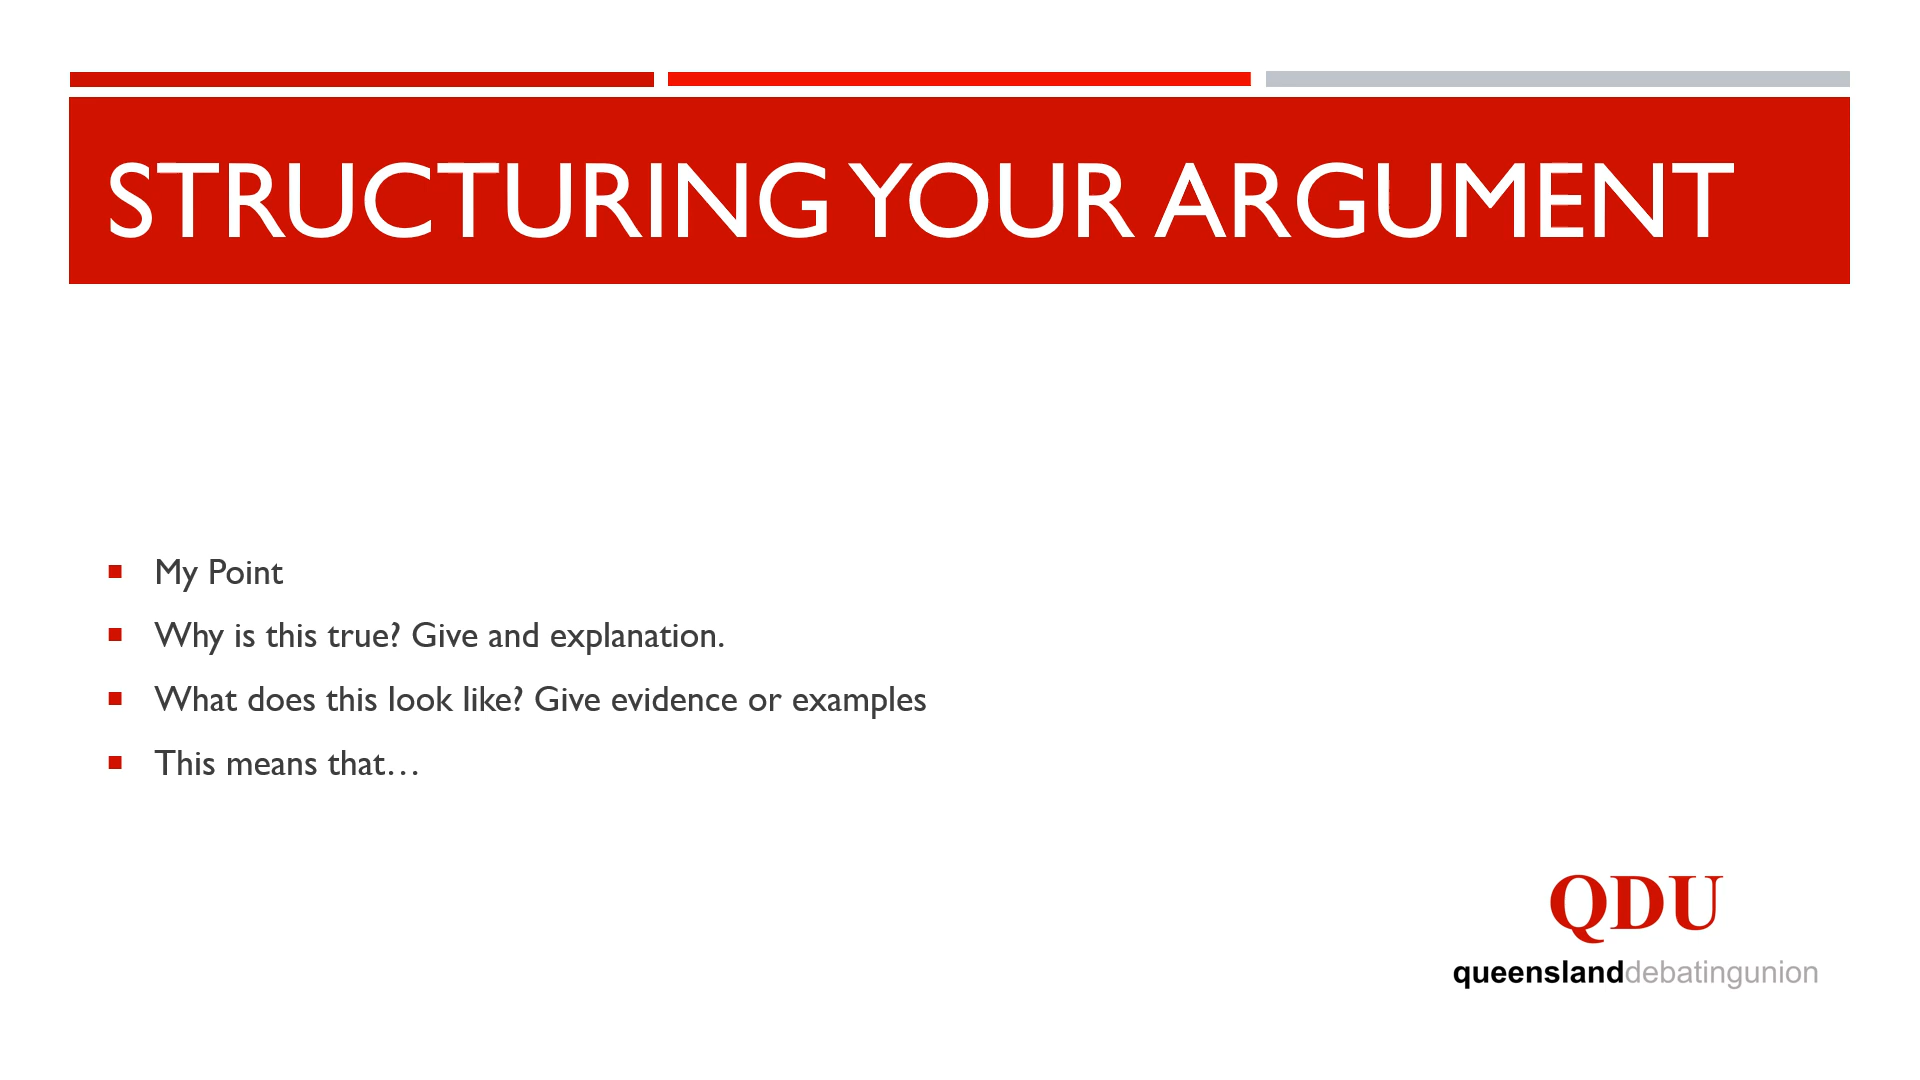 STRUCTURING YOUR ARGUMENT
My Point
Why is this true? Give and explanation.
What does this look like? Give evidence or examples
This means that…
QDU
queenslanddebatingunion